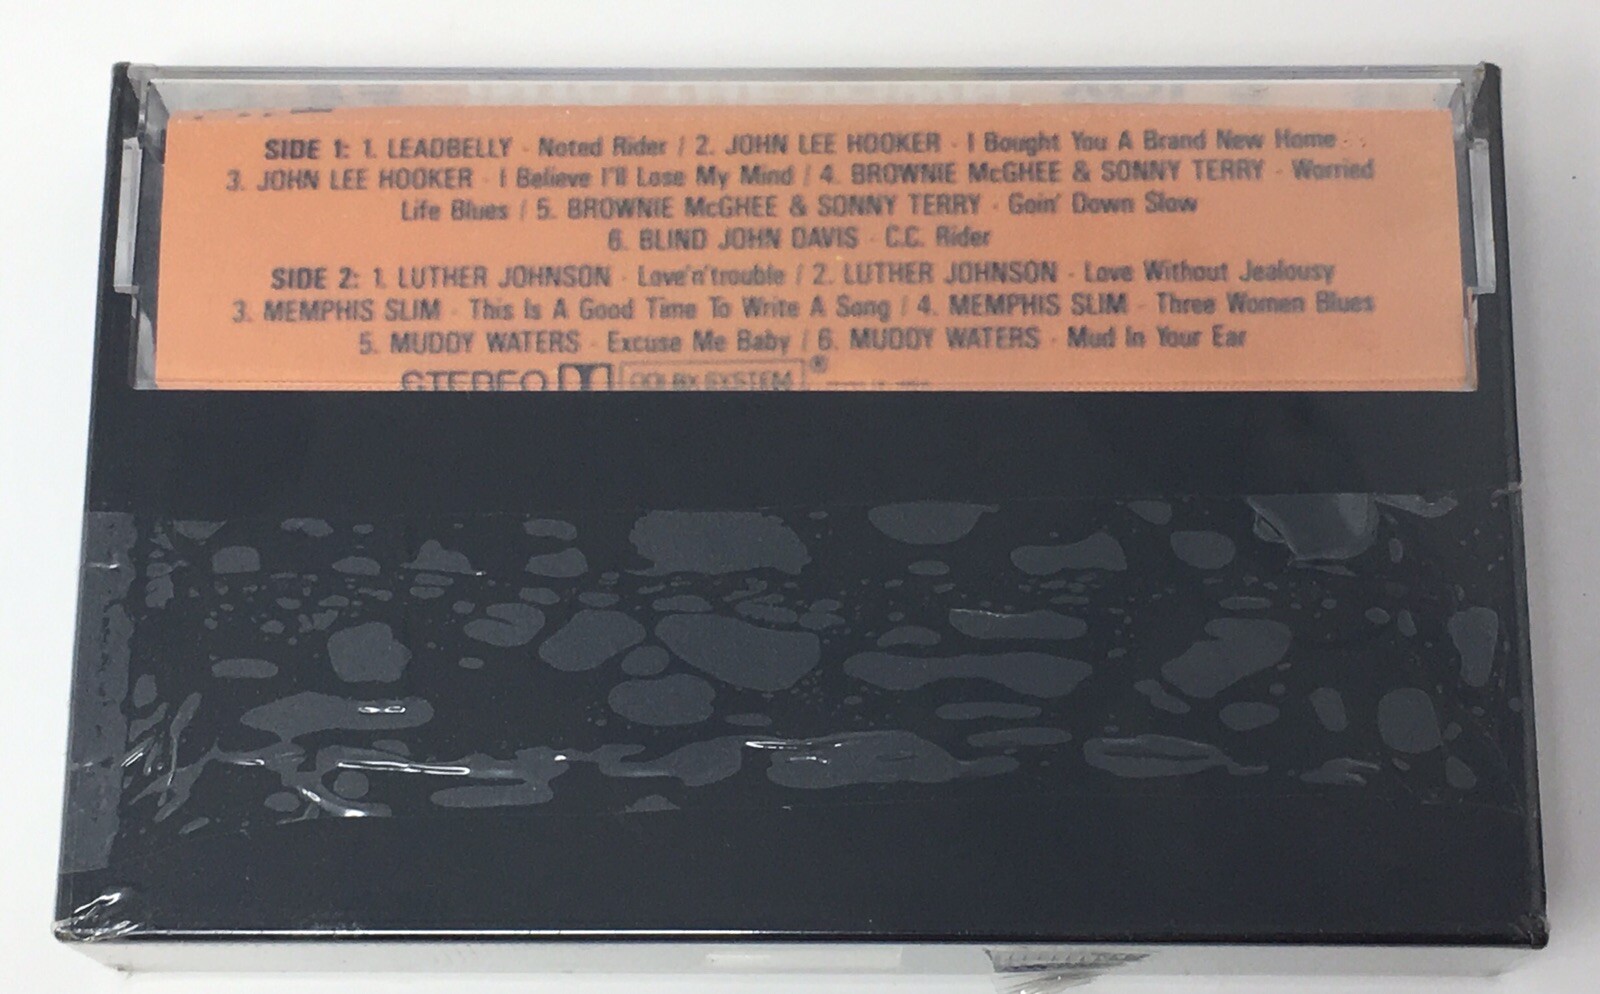 SIDE 1: 1. LEADBELLY - Noted Rider / 2. JOHN LEE HOOKER - I Bought You A Brand New Home
3. JOHN LEE HOOKER - I Believe I'll Lose My Mind / 4. BROWNIE McGHEE & SONNY TERRY - Worried
Life Blues / 5. BROWNIE McGHEE & SONNY TERRY - Goin' Down Slow
6. BLIND JOHN DAVIS - C.C. Rider
SIDE 2: 1. LUTHER JOHNSON - Love'n'trouble / 2. LUTHER JOHNSON - Love Without Jealousy
3. MEMPHIS SLIM - This Is A Good Time To Write A Song / 4. MEMPHIS SLIM - Three Women Blues
5. MUDDY WATERS - Excuse Me Baby / 6. MUDDY WATERS - Mud In Your Ear
STEREO DOLBY SYSTEM ®